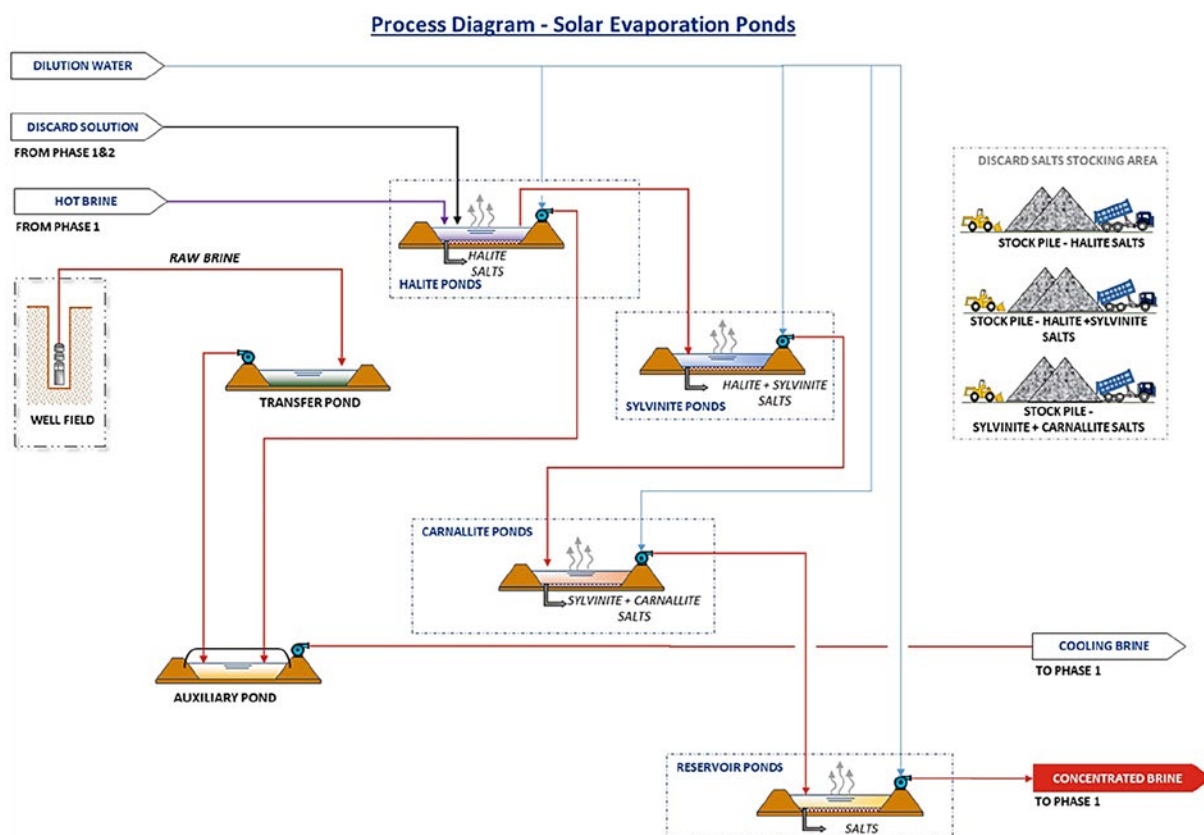 Process Diagram - Solar Evaporation Ponds
DILUTION WATER
DISCARD SOLUTION
FROM PHASE 1&2
HOT BRINE
FROM PHASE 1
RAW BRINE
WELL FIELD
HALITE
SALTS
HALITE PONDS
TRANSFER POND
HALITE + SYLVINITE
SALTS
SYLVINITE PONDS
DISCARD SALTS STOCKING AREA
STOCK PILE - HALITE SALTS
STOCK PILE - HALITE +SYLVINITE
SALTS
STOCK PILE -
SYLVINITE + CARNALLITE SALTS
CARNALLITE PONDS
SYLVINITE + CARNALLITE
SALTS
AUXILIARY POND
COOLING BRINE
TO PHASE 1
RESERVOIR PONDS
SALTS
CONCENTRATED BRINE
TO PHASE 1